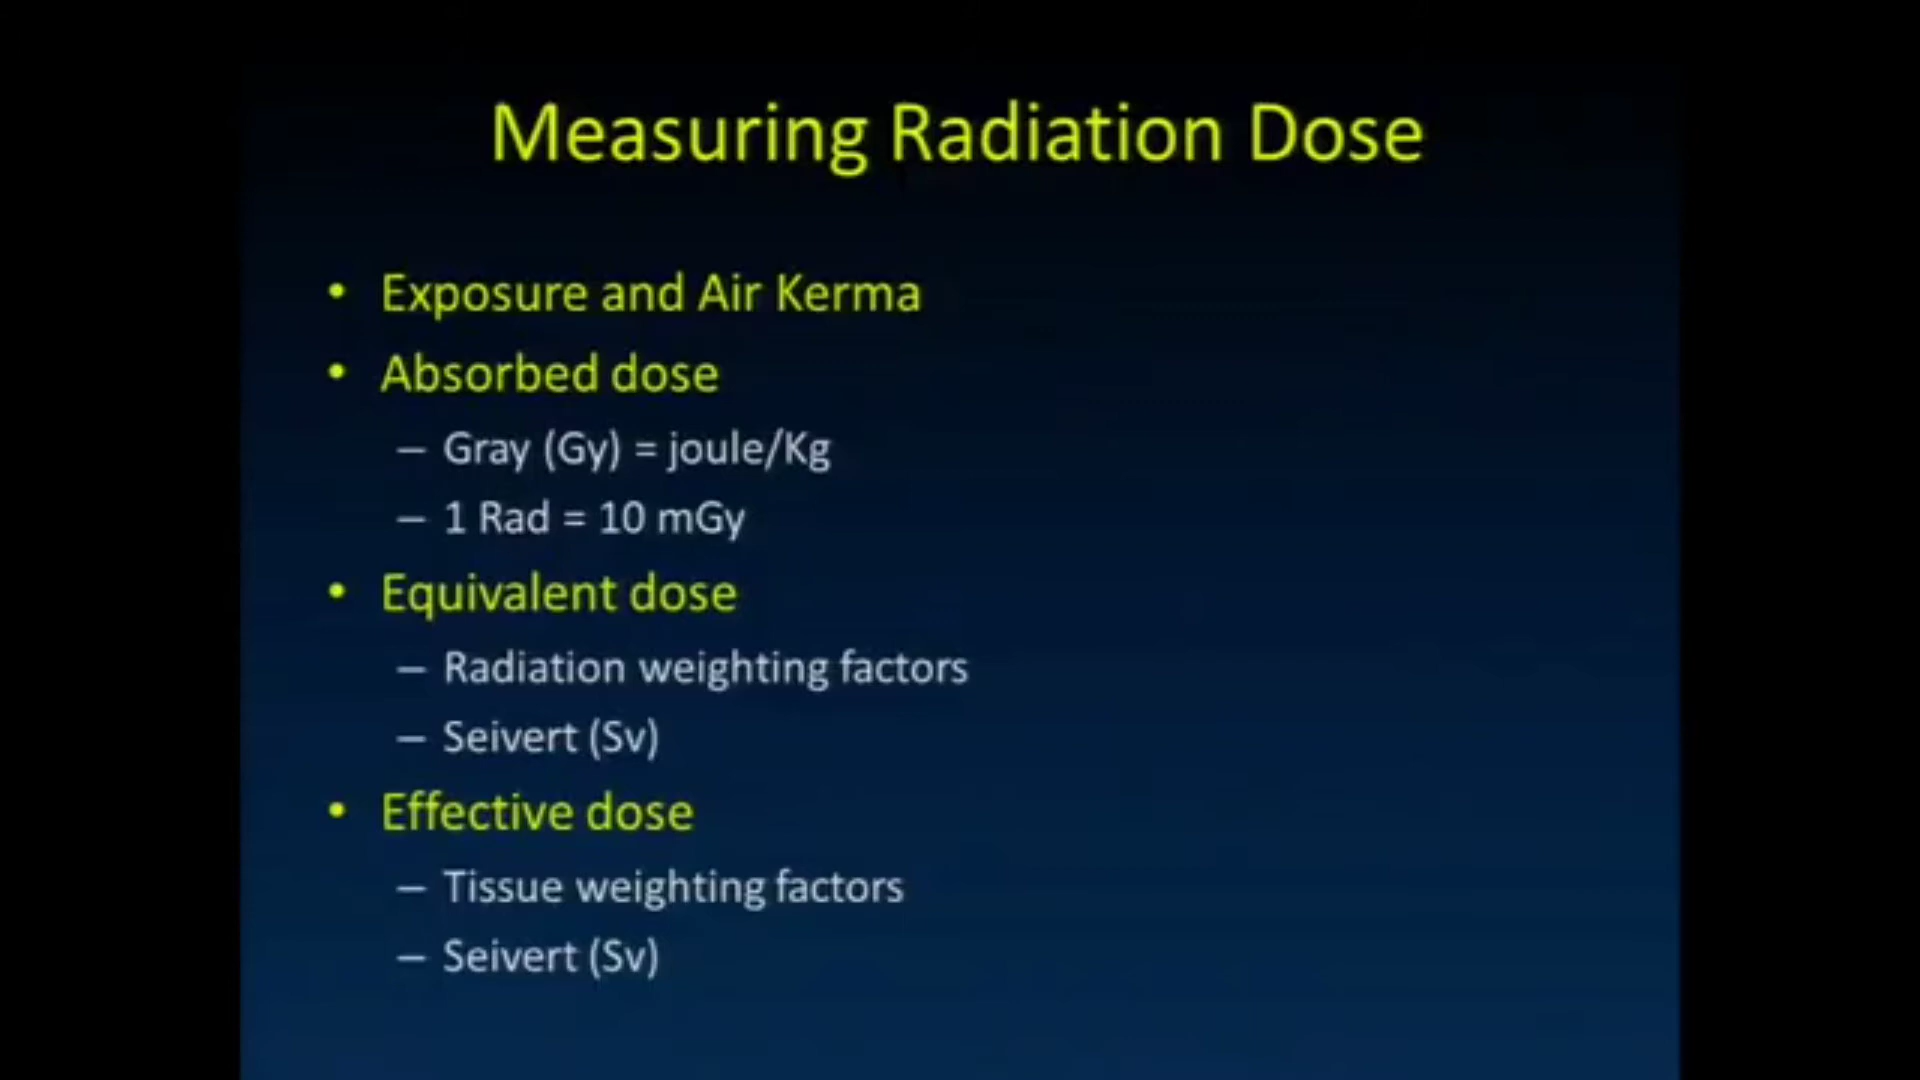 Measuring Radiation Dose
• Exposure and Air Kerma
• Absorbed dose
– Gray (Gy) = joule/Kg
– 1 Rad = 10 mGy
• Equivalent dose
– Radiation weighting factors
– Seivert (Sv)
• Effective dose
– Tissue weighting factors
– Seivert (Sv)